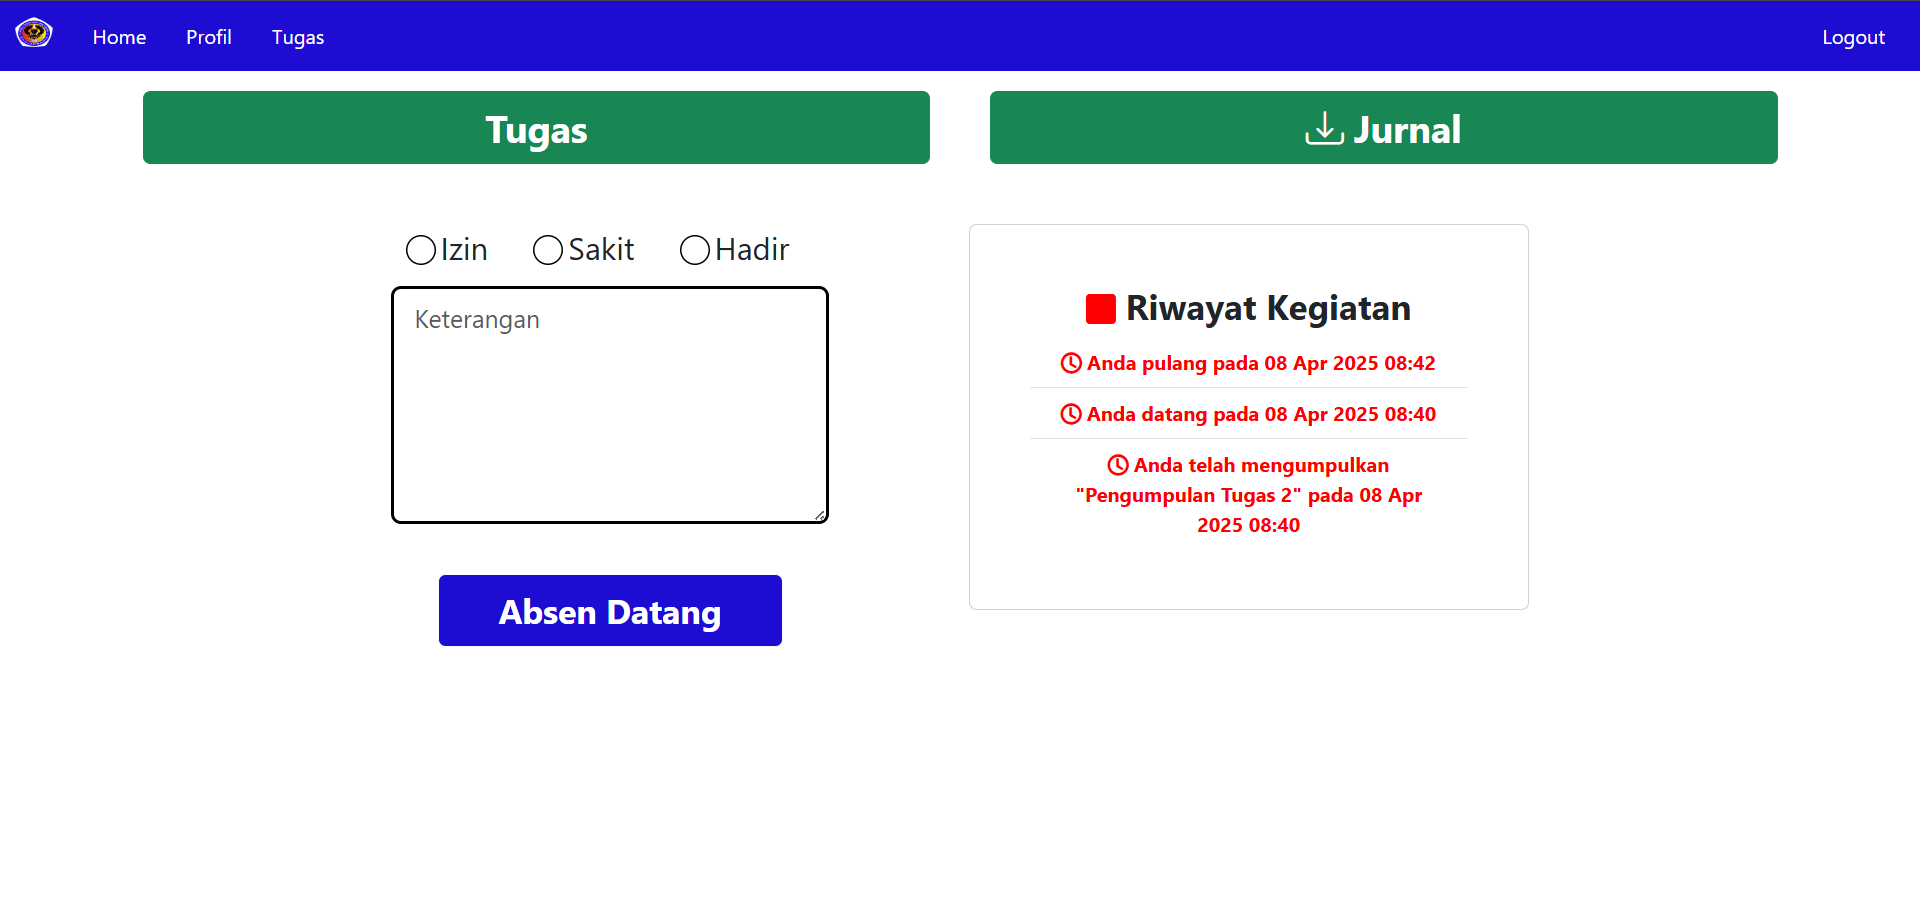 Home Profil Tugas Logout
Tugas
Jurnal
Izin Sakit Hadir
Keterangan
Absen Datang
Riwayat Kegiatan
Anda pulang pada 08 Apr 2025 08:42
Anda datang pada 08 Apr 2025 08:40
Anda telah mengumpulkan
"Pengumpulan Tugas 2" pada 08 Apr
2025 08:40